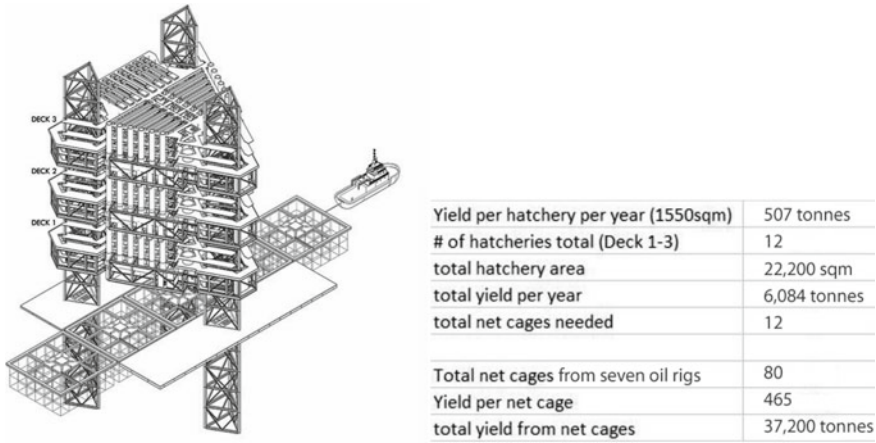 DECK 3
DECK 2
DECK 1
Yield per hatchery per year (1550sqm) 507 tonnes
# of hatcheries total (Deck 1-3) 12
total hatchery area 22,200 sqm
total yield per year 6,084 tonnes
total net cages needed 12
Total net cages from seven oil rigs 80
Yield per net cage 465
total yield from net cages 37,200 tonnes